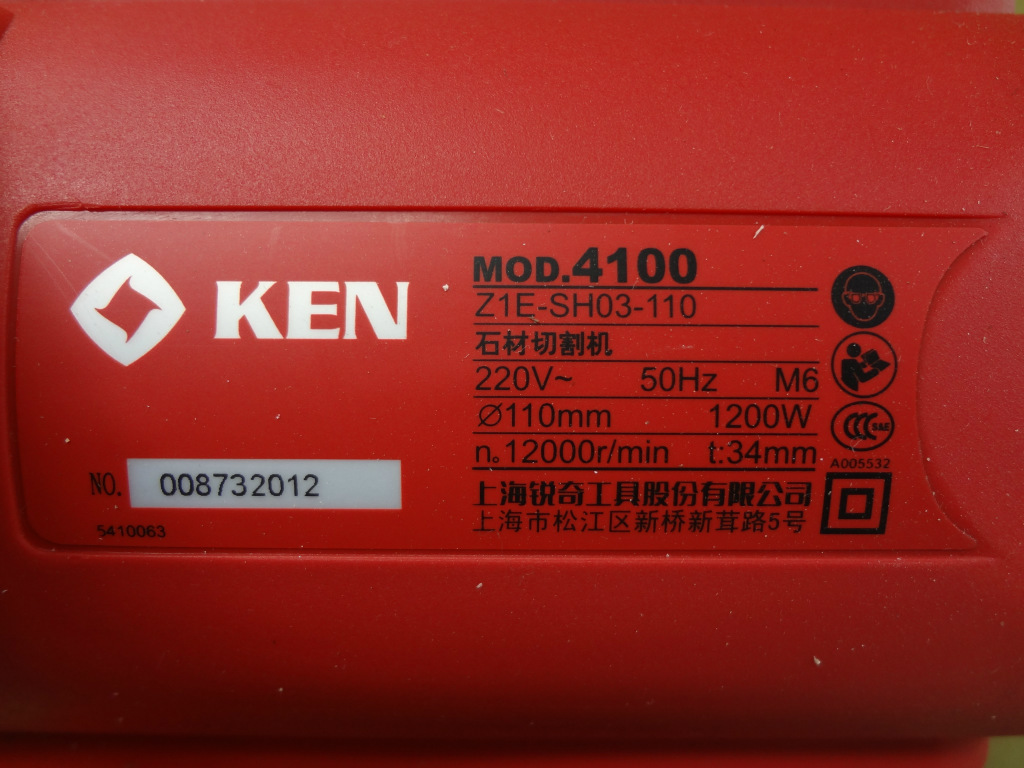 KEN
MOD.4100
Z1E-SH03-110
石材切割机
220V~ 50Hz M6
Ø110mm 1200W
n。12000r/min t:34mm
上海锐奇工具股份有限公司
上海市松江区新桥新茸路5号
NO. 008732012
5410063
CCC S&E
A005532